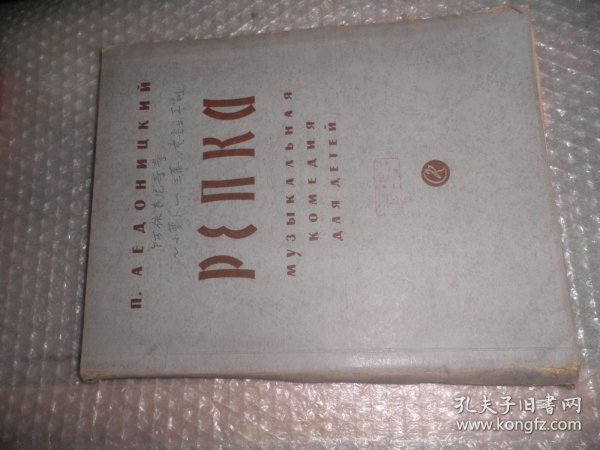 П. АЕДОНИЦКИЙ
РЕПКА
МУЗЫКАЛЬНАЯ
КОМЕДИЯ
ДЛЯ ДЕТЕЙ
孔夫子旧书网
www.kongfz.com